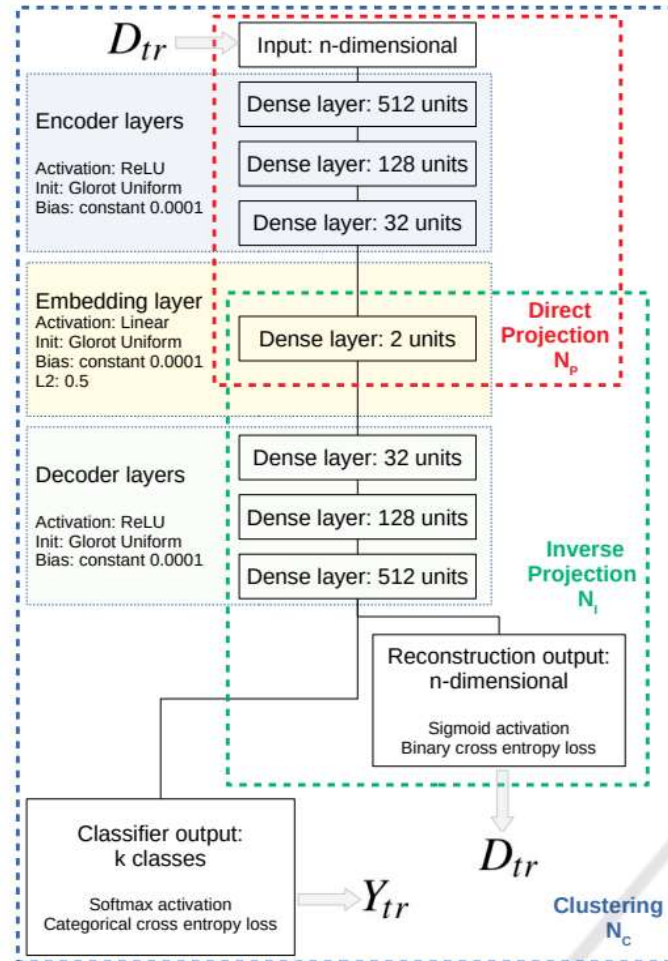 D_tr
Input: n-dimensional
Encoder layers
Activation: ReLU
Init: Glorot Uniform
Bias: constant 0.0001
Dense layer: 512 units
Dense layer: 128 units
Dense layer: 32 units
Embedding layer
Activation: Linear
Init: Glorot Uniform
Bias: constant 0.0001
L2: 0.5
Dense layer: 2 units
Direct
Projection
N_P
Decoder layers
Activation: ReLU
Init: Glorot Uniform
Bias: constant 0.0001
Dense layer: 32 units
Dense layer: 128 units
Dense layer: 512 units
Inverse
Projection
N_i
Reconstruction output:
n-dimensional
Sigmoid activation
Binary cross entropy loss
Classifier output:
k classes
Softmax activation
Categorical cross entropy loss
Y_tr
D_tr
Clustering
N_C